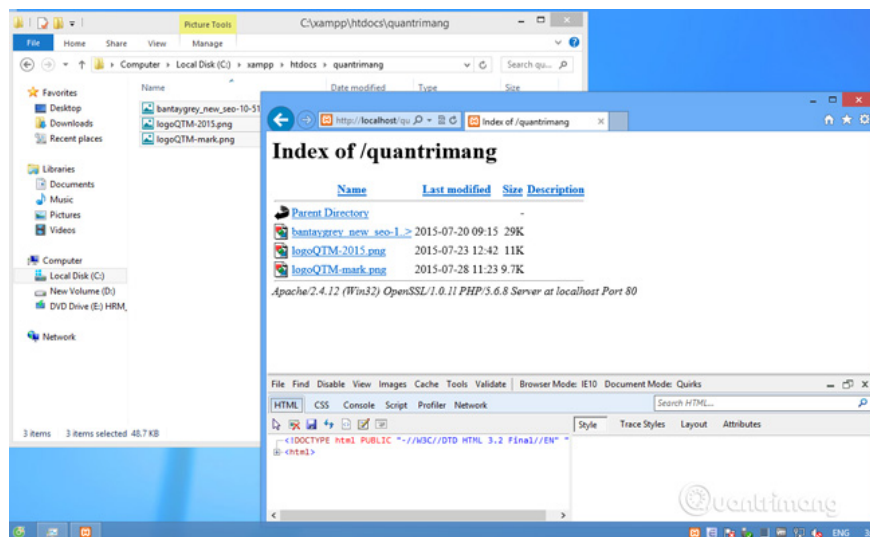 Picture Tools
C:\xampp\htdocs\quantrimang
File Home Share View Manage
Computer Local Disk (C:) xampp htdocs quantrimang
Search qu...
Favorites
Desktop
Downloads
Recent places
Libraries
Documents
Music
Pictures
Videos
Computer
Local Disk (C:)
New Volume (D:)
DVD Drive (E:) HRM_
Network
Name Date modified Type Size
bantaygrey_new_seo-10-51
logoQTM-2015.png
logoQTM-mark.png
3 items 3 items selected 48.7 KB
http://localhost/qu
Index of /quantrimang
Index of /quantrimang
Name Last modified Size Description
Parent Directory -
bantaygrey_new_seo-1..> 2015-07-20 09:15 29K
logoQTM-2015.png 2015-07-23 12:42 11K
logoQTM-mark.png 2015-07-28 11:23 9.7K
Apache/2.4.12 (Win32) OpenSSL/1.0.1l PHP/5.6.8 Server at localhost Port 80
File Find Disable View Images Cache Tools Validate Browser Mode: IE10 Document Mode: Quirks
HTML CSS Console Script Profiler Network
Search HTML...
Style Trace Styles Layout Attributes
<!DOCTYPE html PUBLIC "-//W3C//DTD HTML 3.2 Final//EN" "
<html>
Quantrimang
ENG